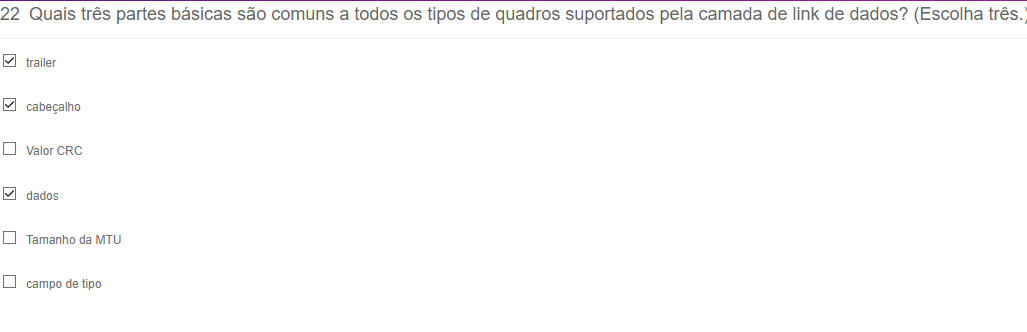 22 Quais três partes básicas são comuns a todos os tipos de quadros suportados pela camada de link de dados? (Escolha três.)
trailer
cabeçalho
Valor CRC
dados
Tamanho da MTU
campo de tipo